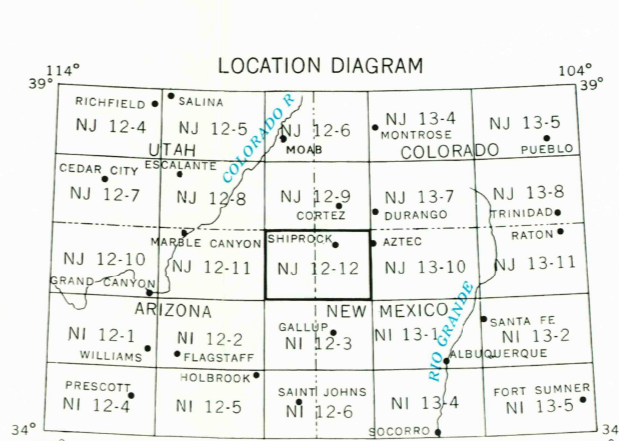 LOCATION DIAGRAM
114° 104°
39° 39°
RICHFIELD SALINA
NJ 12-4 NJ 12-5 NJ 12-6 NJ 13-4 NJ 13-5
MONTROSE
UTAH COLORADO R MOAB COLORADO PUEBLO
CEDAR CITY ESCALANTE
NJ 12-7 NJ 12-8 NJ 12-9 NJ 13-7 NJ 13-8
CORTEZ DURANGO TRINIDAD
MARBLE CANYON SHIPROCK AZTEC RATON
NJ 12-10 NJ 12-11 NJ 12-12 NJ 13-10 NJ 13-11
GRAND CANYON
ARIZONA NEW MEXICO
NI 12-1 NI 12-2 GALLUP NI 12-3 NI 13-1 SANTA FE NI 13-2
WILLIAMS FLAGSTAFF RIO GRANDE ALBUQUERQUE
HOLBROOK
PRESCOTT SAINT JOHNS FORT SUMNER
NI 12-4 NI 12-5 NI 12-6 NI 13-4 NI 13-5
34° SOCORRO 34